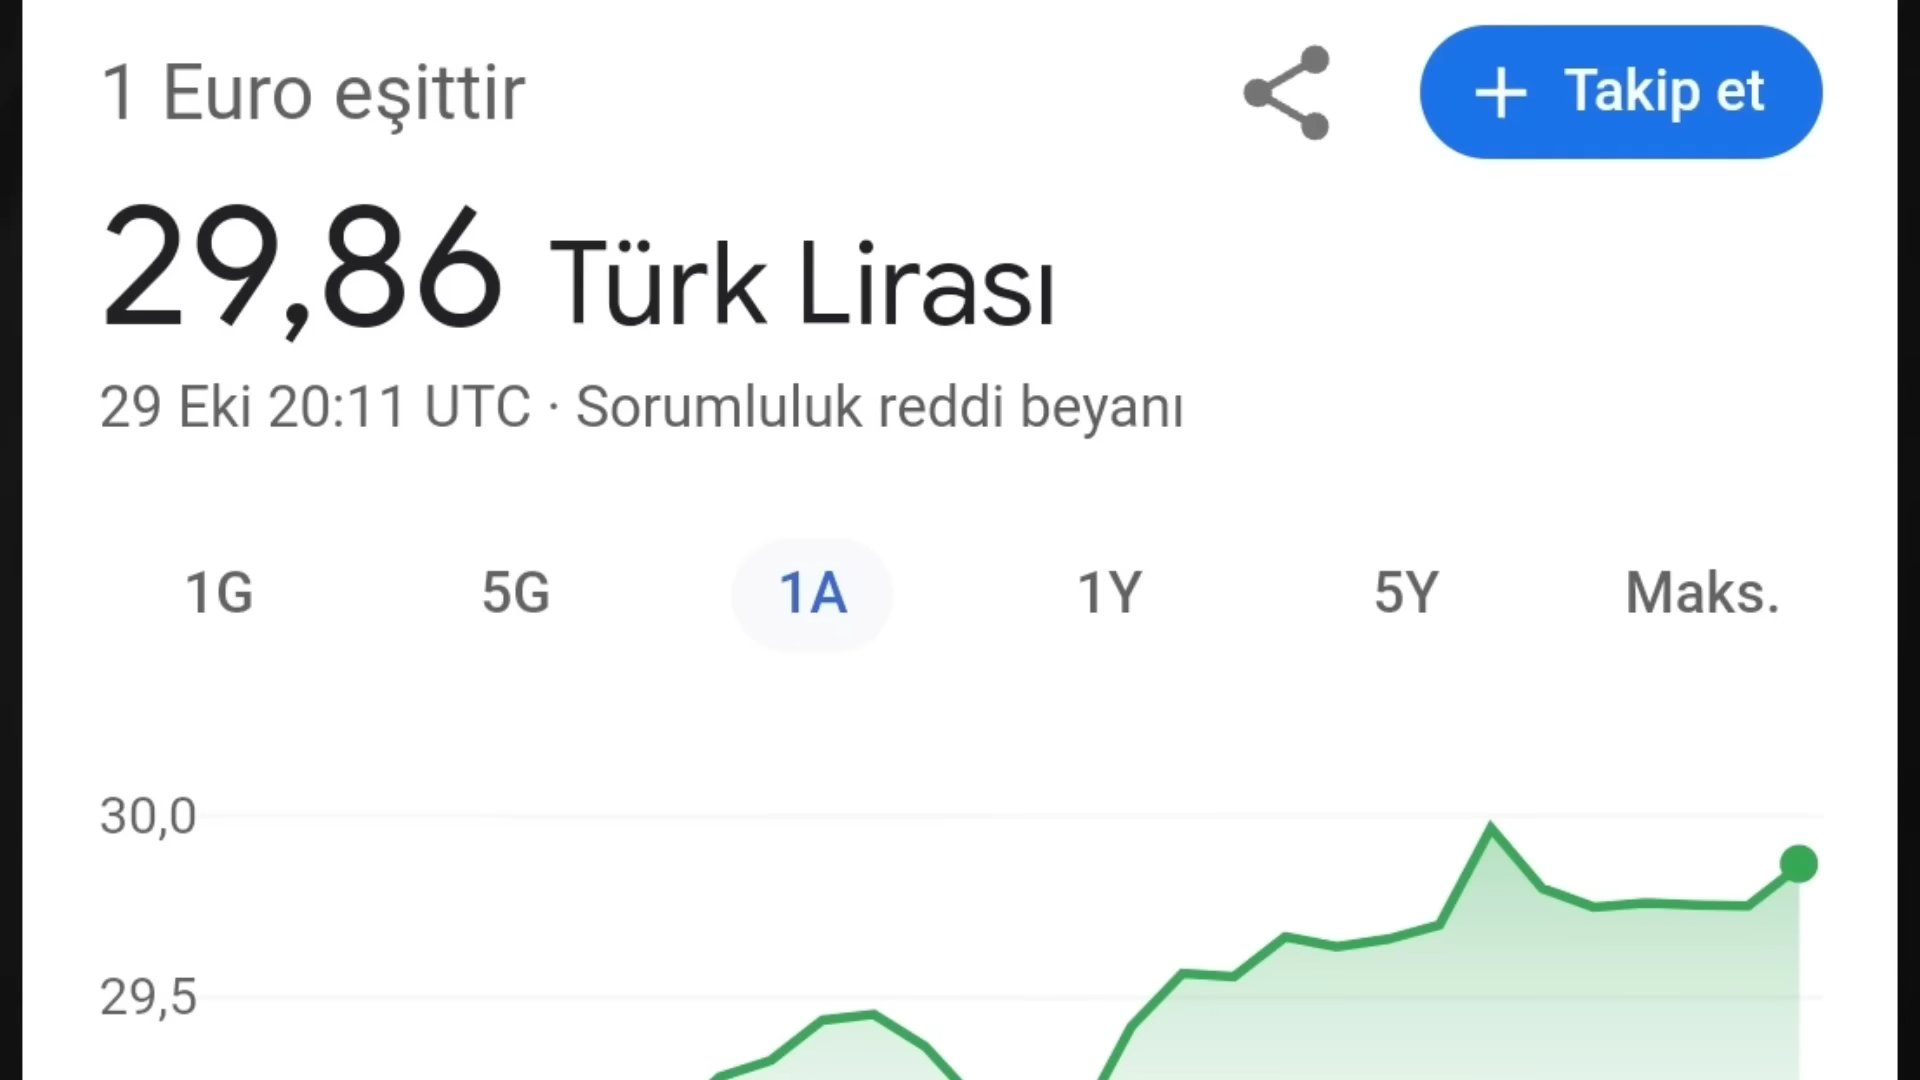 1 Euro eşittir
Takip et
29,86 Türk Lirası
29 Eki 20:11 UTC · Sorumluluk reddi beyanı
1G 5G 1A 1Y 5Y Maks.
30,0
29,5